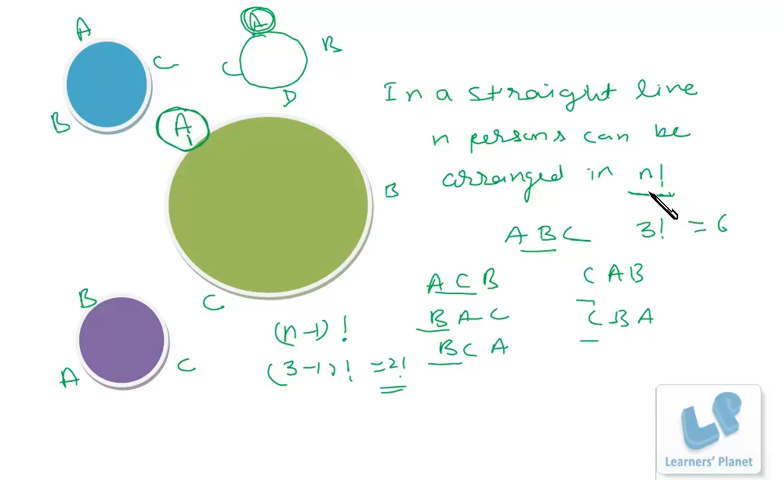 A
C
B
A
B
C
D
A
B
C
B
A
C
In a straight line
n persons can be
arranged in n!
ABC 3! = 6
ACB CAB
BAC CBA
BCA
(n-1)!
(3-1)! = 2!
LP
Learners' Planet